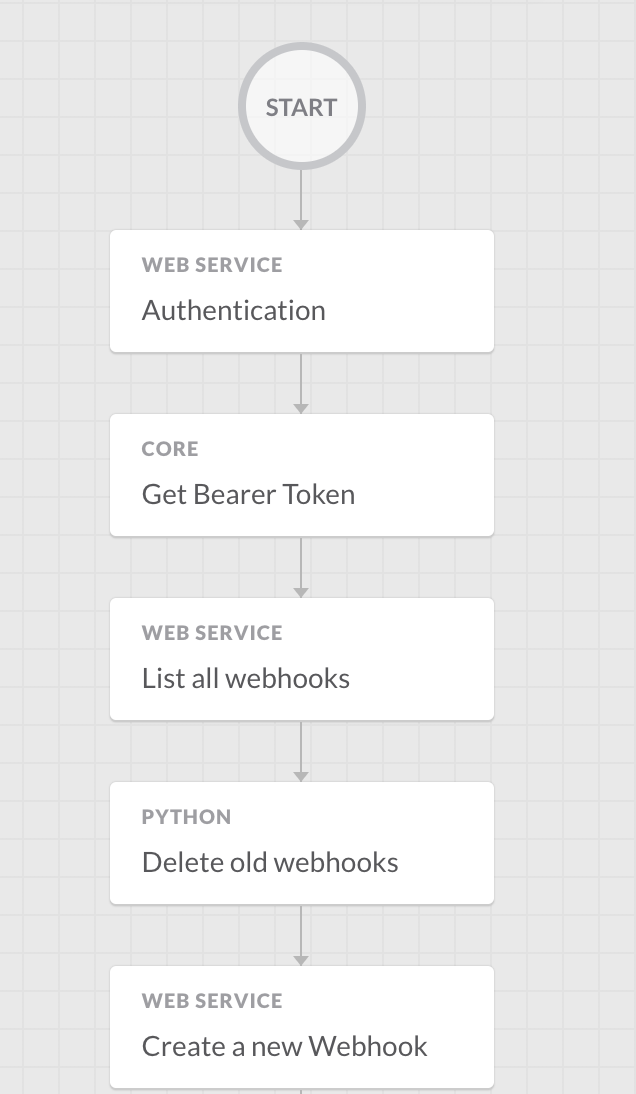 START
WEB SERVICE
Authentication
CORE
Get Bearer Token
WEB SERVICE
List all webhooks
PYTHON
Delete old webhooks
WEB SERVICE
Create a new Webhook